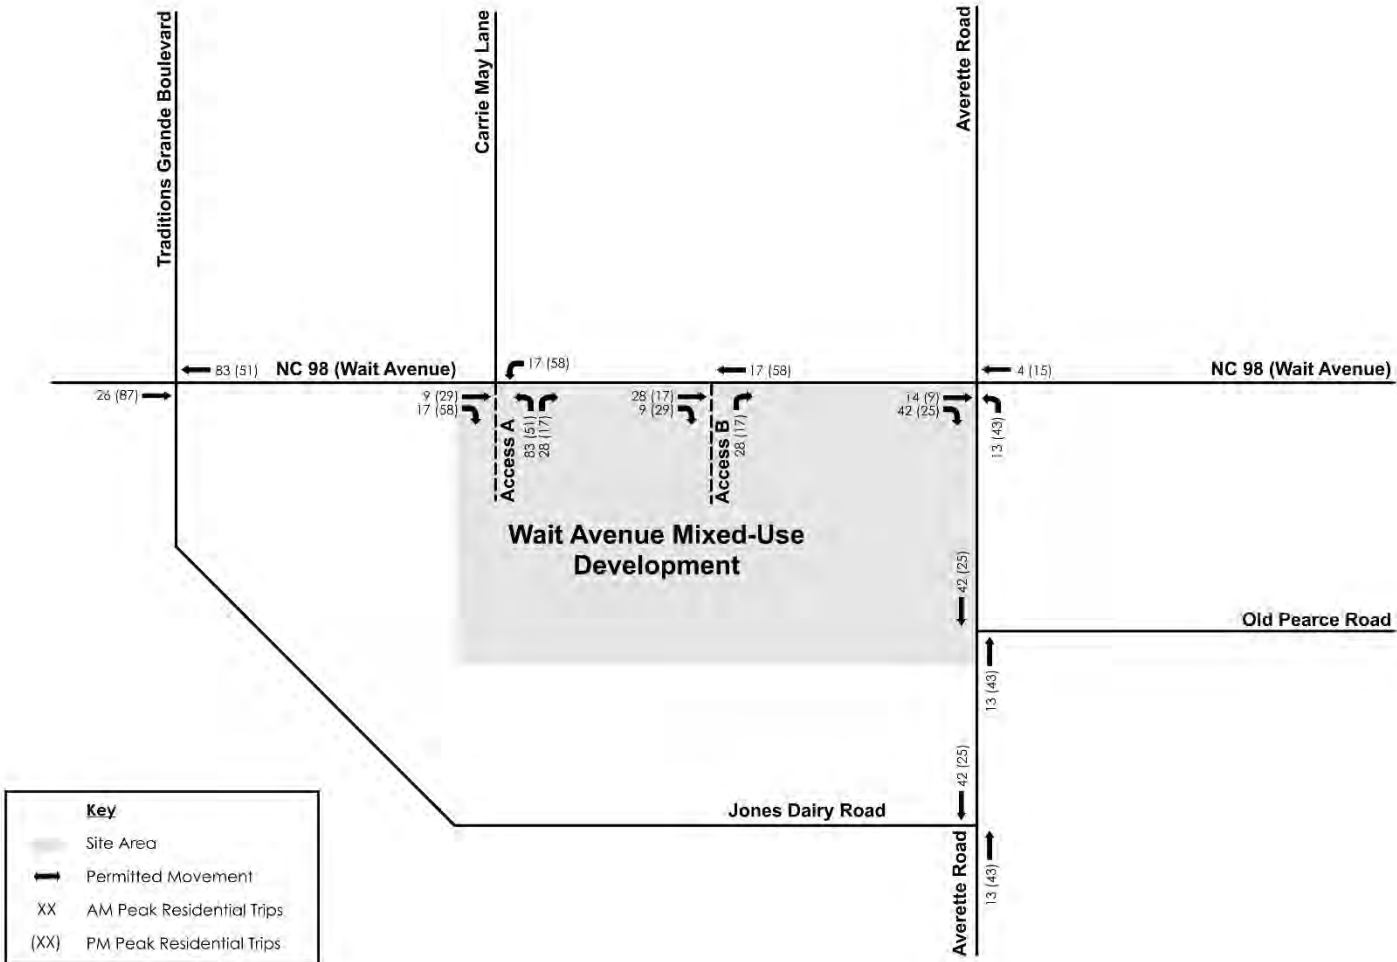 Traditions Grande Boulevard
Carrie May Lane
Averette Road
83 (51)
NC 98 (Wait Avenue)
17 (58)
17 (58)
4 (15)
NC 98 (Wait Avenue)
26 (87)
9 (29)
17 (58)
Access A
83 (51)
28 (17)
28 (17)
9 (29)
Access B
28 (17)
14 (9)
42 (25)
13 (43)
Wait Avenue Mixed-Use
Development
42 (25)
Old Pearce Road
13 (43)
42 (25)
Jones Dairy Road
Averette Road
13 (43)
Key
Site Area
Permitted Movement
XX AM Peak Residential Trips
(XX) PM Peak Residential Trips